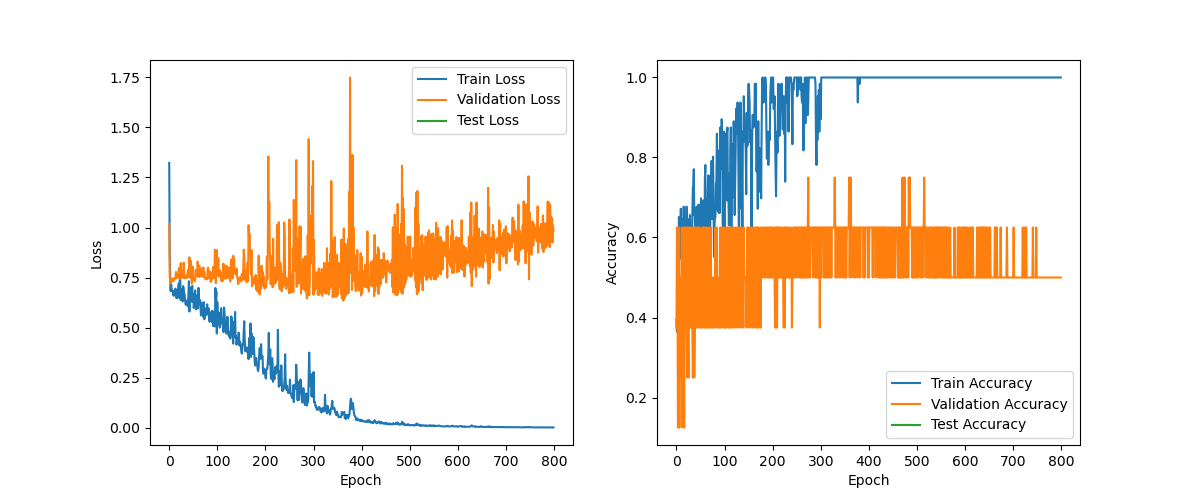 1.75
1.50
1.25
1.00
0.75
0.50
0.25
0.00
Loss
0 100 200 300 400 500 600 700 800
Epoch
Train Loss
Validation Loss
Test Loss
1.0
0.8
0.6
0.4
0.2
Accuracy
0 100 200 300 400 500 600 700 800
Epoch
Train Accuracy
Validation Accuracy
Test Accuracy